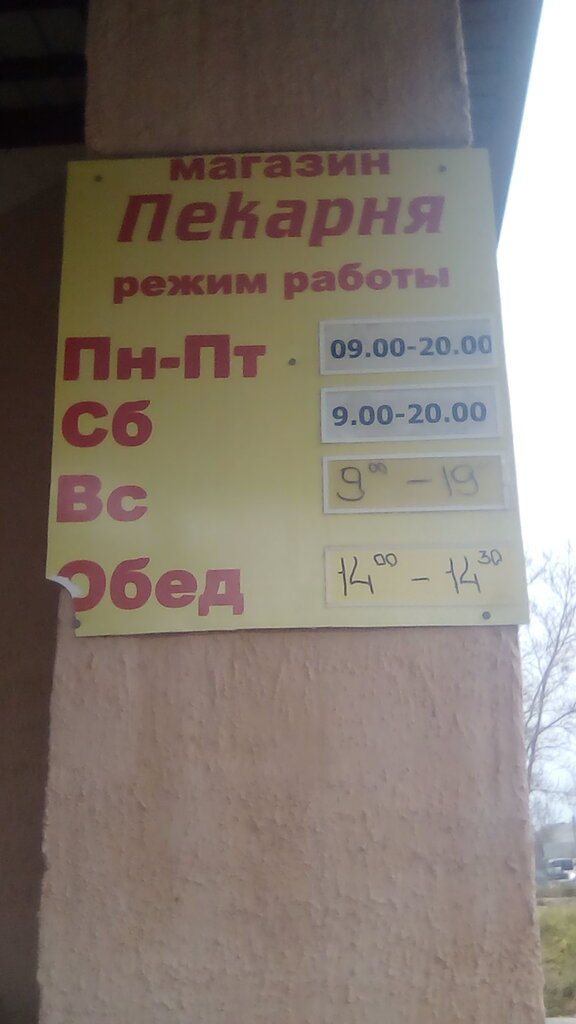 магазин
Пекарня
режим работы
Пн-Пт 09.00-20.00
Сб 9.00-20.00
Вс 9⁰⁰ - 19
Обед 14⁰⁰ - 14³⁰